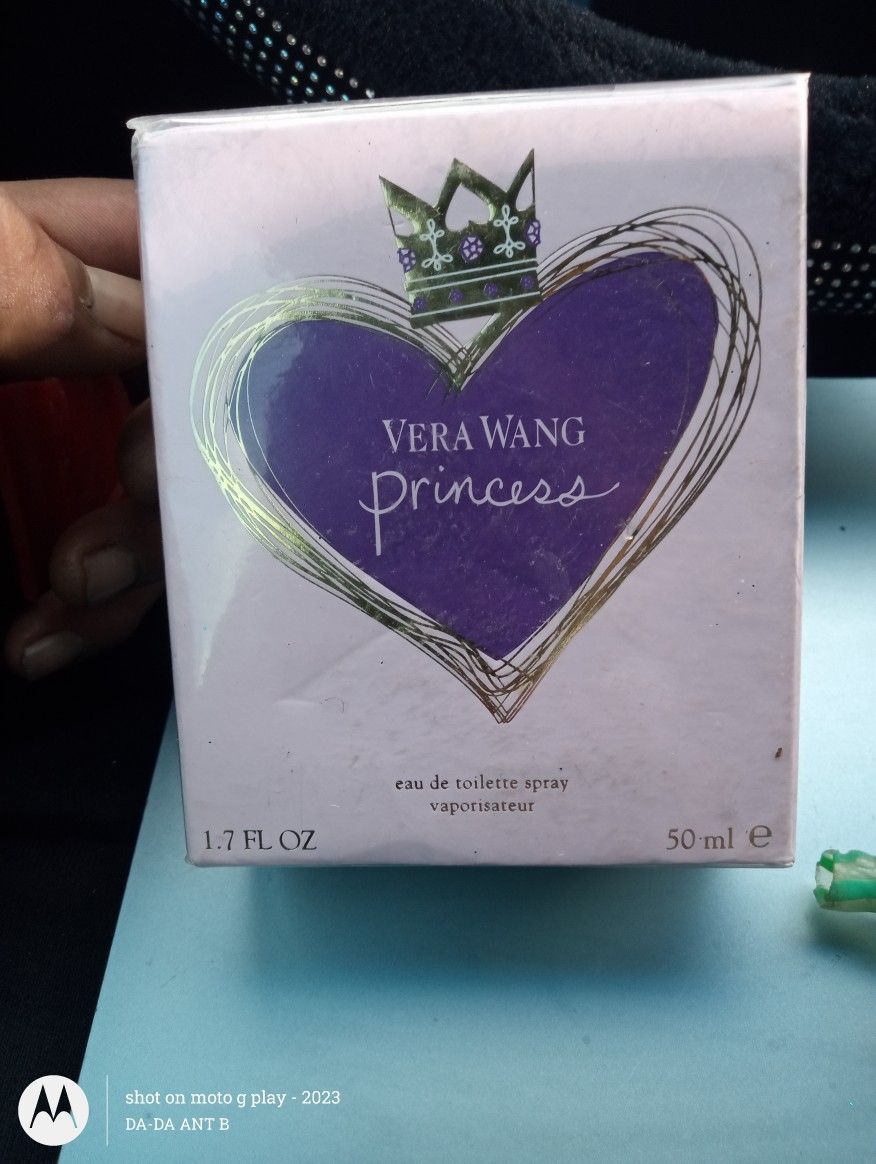 VERA WANG
princess
eau de toilette spray
vaporisateur
1.7 FL OZ
50 ml e
shot on moto g play - 2023
DA-DA ANT B